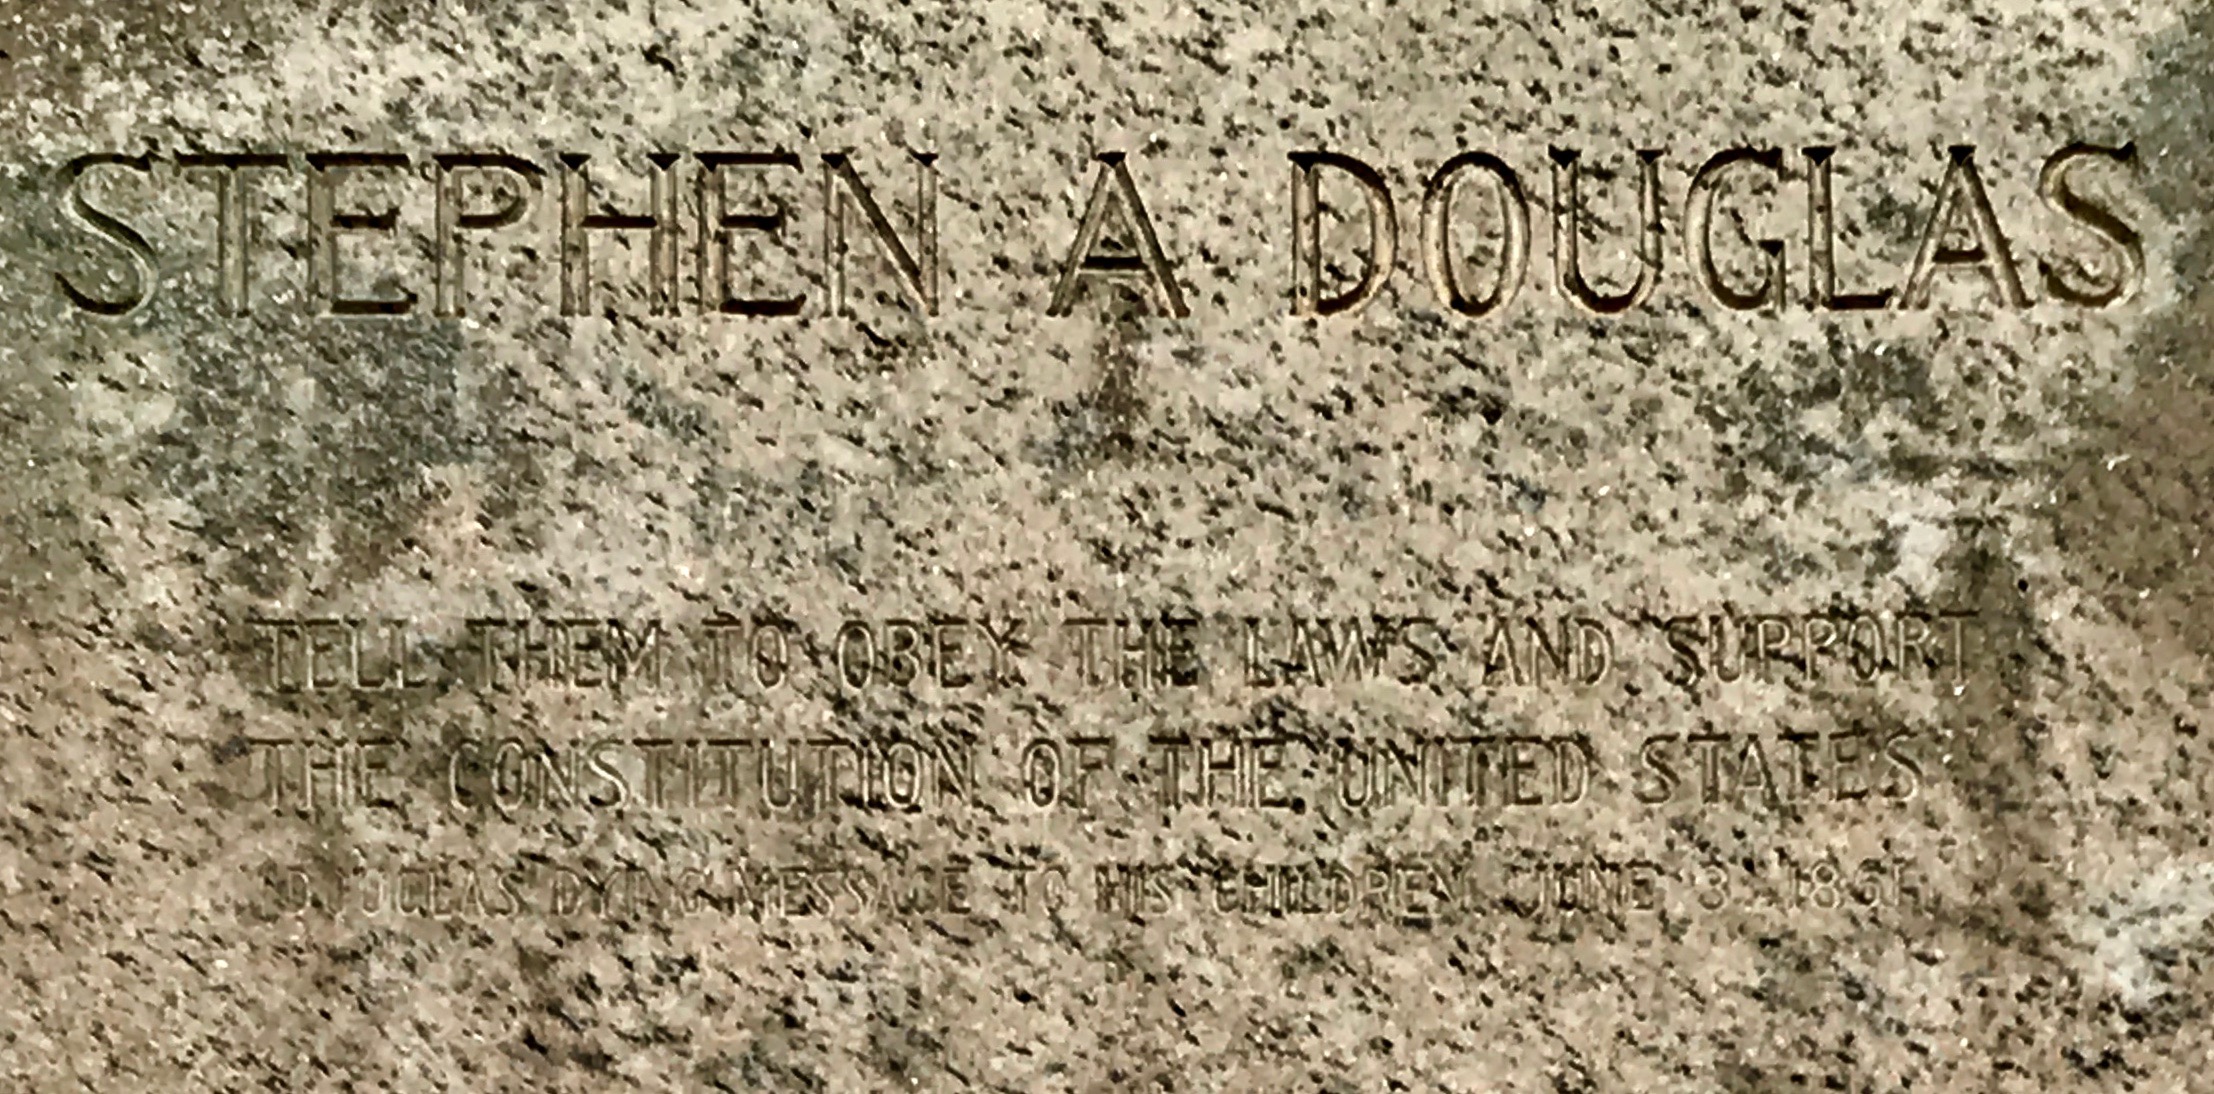 STEPHEN A DOUGLAS
TELL THEM TO OBEY THE LAWS AND SUPPORT
THE CONSTITUTION OF THE UNITED STATES
DOUGLAS DYING MESSAGE TO HIS CHILDREN JUNE 3 1861